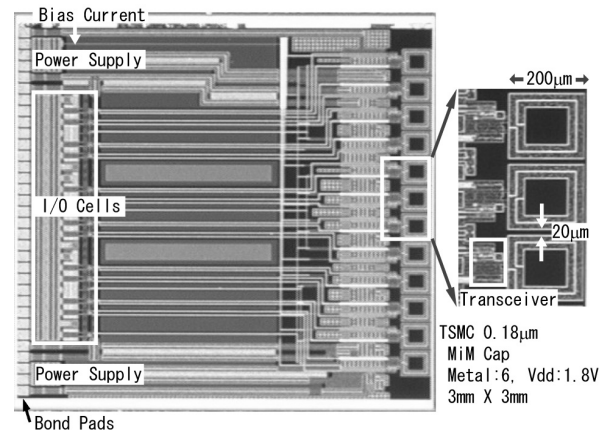 Bias Current
Power Supply
I/O Cells
Power Supply
Bond Pads
200μm
20μm
Transceiver
TSMC 0.18μm
MiM Cap
Metal:6, Vdd:1.8V
3mm X 3mm